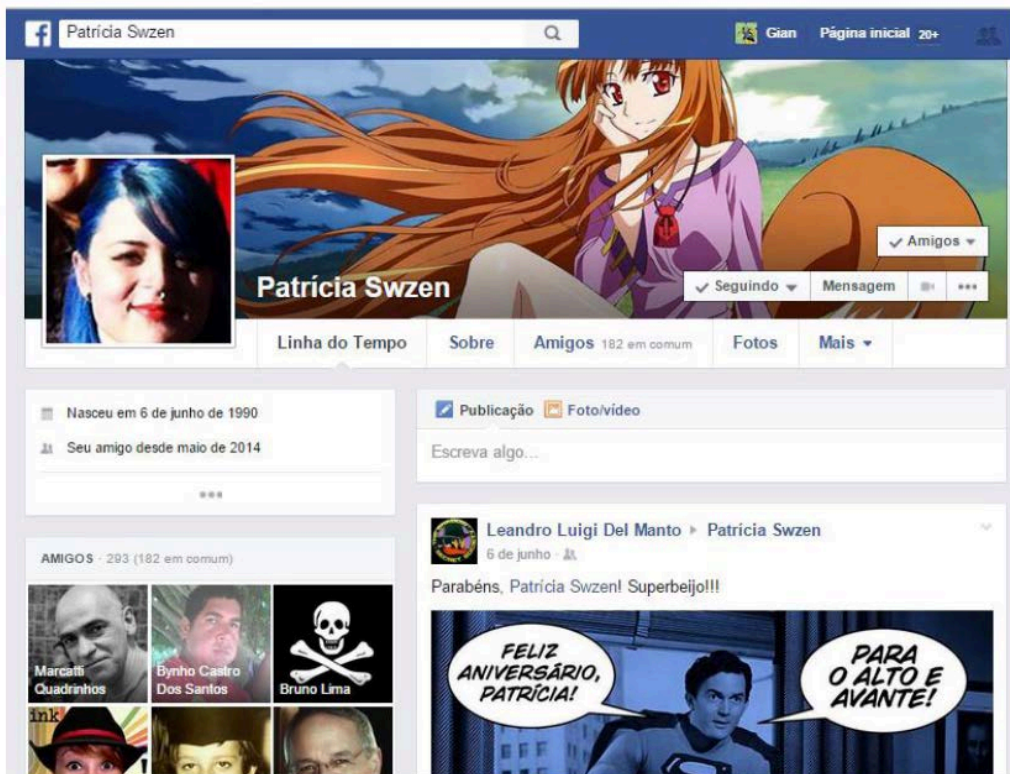 f Patrícia Swzen Gian Página inicial 20+
Amigos
Patrícia Swzen
Seguindo Mensagem
Linha do Tempo Sobre Amigos 182 em comum Fotos Mais
Nasceu em 6 de junho de 1990
Seu amigo desde maio de 2014
AMIGOS · 293 (182 em comum)
Marcatti
Quadrinhos
Bynho Castro
Dos Santos
Bruno Lima
ink
Publicação Foto/vídeo
Escreva algo...
Leandro Luigi Del Manto ▸ Patrícia Swzen
6 de junho ·
Parabéns, Patrícia Swzen! Superbeijo!!!
FELIZ
ANIVERSÁRIO,
PATRÍCIA!
PARA
O ALTO E
AVANTE!